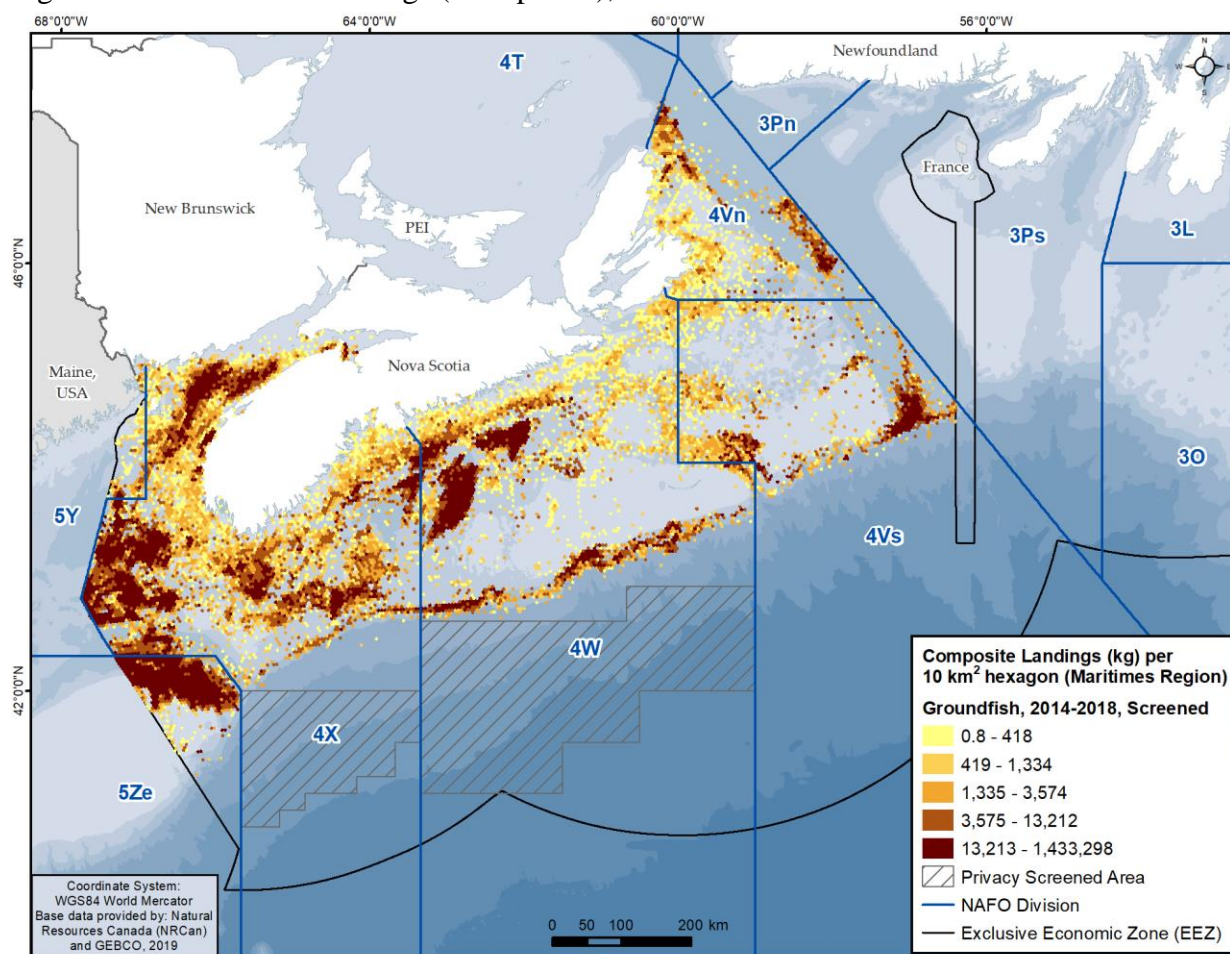 68°0'0"W
64°0'0"W
60°0'0"W
56°0'0"W
46°0'0"N
42°0'0"N
Newfoundland
N
W
E
S
4T
3Pn
France
New Brunswick
PEI
4Vn
3Ps
3L
Maine,
USA
Nova Scotia
3O
5Y
4Vs
4W
4X
5Ze
Composite Landings (kg) per
10 km² hexagon (Maritimes Region)
Groundfish, 2014-2018, Screened
0.8 - 418
419 - 1,334
1,335 - 3,574
3,575 - 13,212
13,213 - 1,433,298
Privacy Screened Area
NAFO Division
Exclusive Economic Zone (EEZ)
Coordinate System:
WGS84 World Mercator
Base data provided by: Natural
Resources Canada (NRCan)
and GEBCO, 2019
0 50 100 200 km